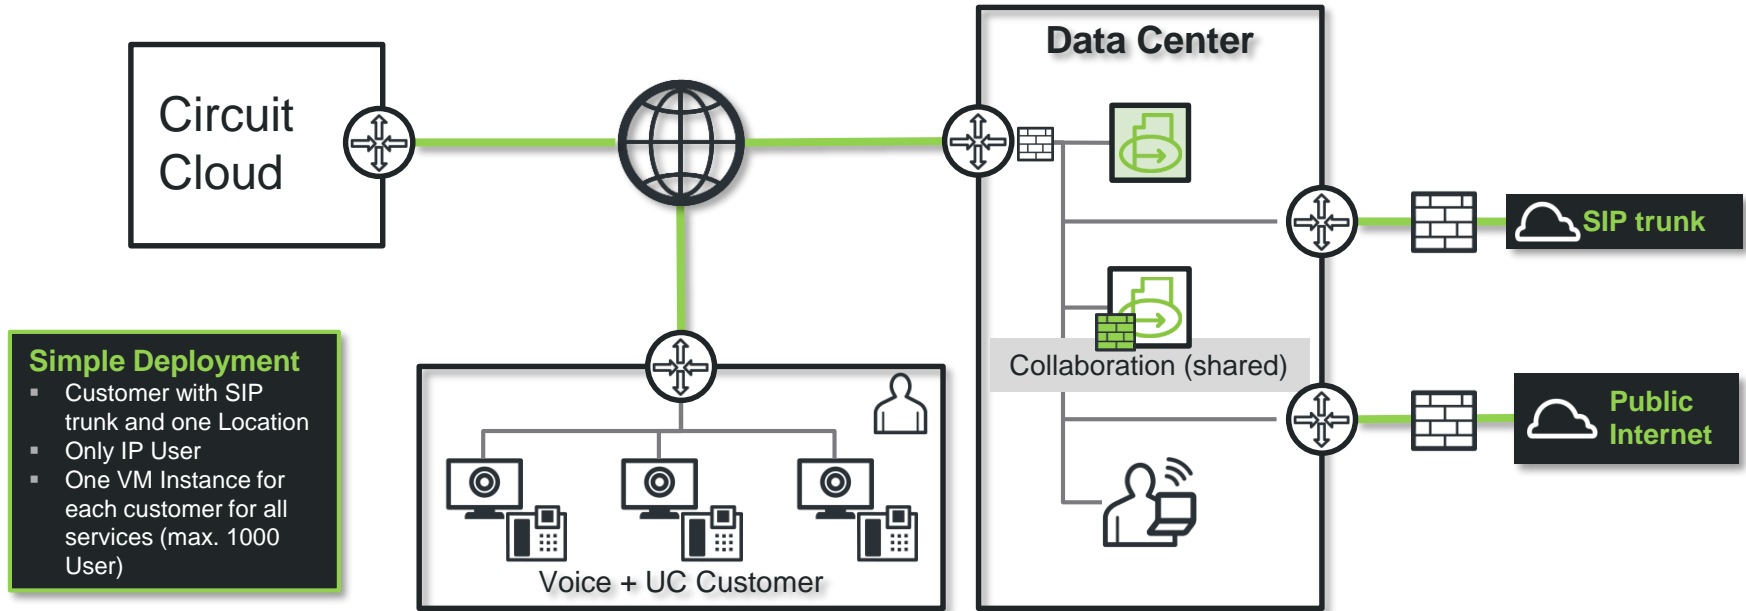 Circuit
Cloud
Data Center
SIP trunk
Collaboration (shared)
Public
Internet
Simple Deployment
▪ Customer with SIP
trunk and one Location
▪ Only IP User
▪ One VM Instance for
each customer for all
services (max. 1000
User)
Voice + UC Customer